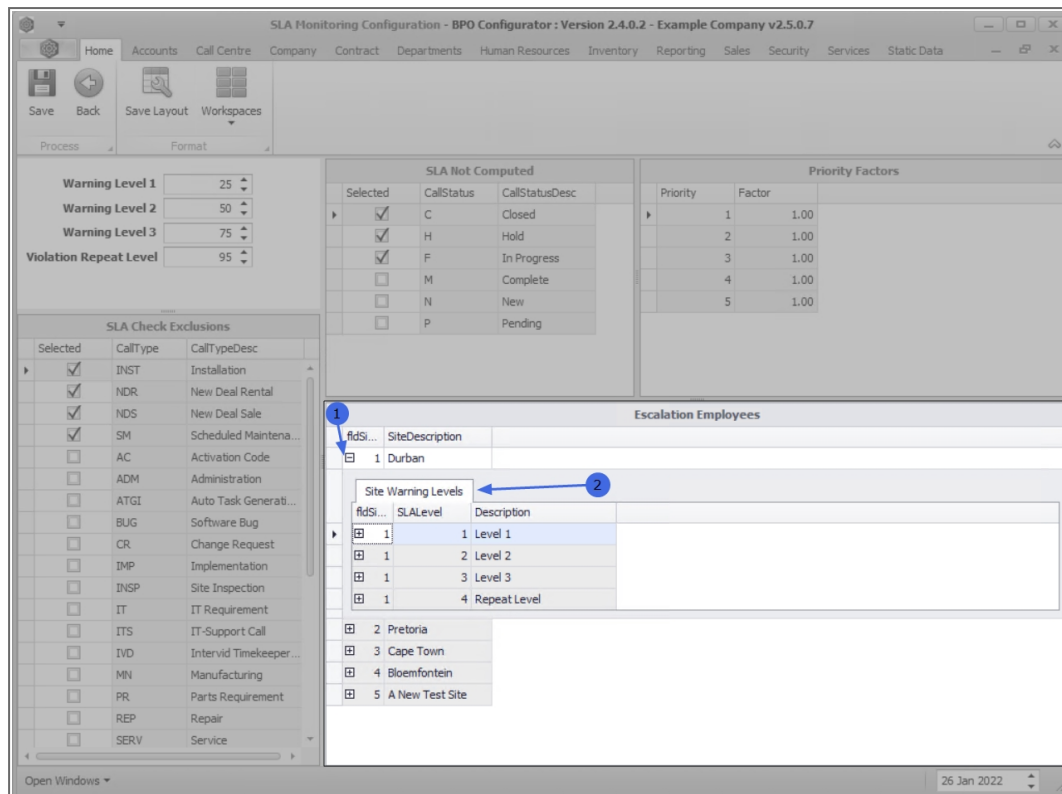 SLA Monitoring Configuration - BPO Configurator : Version 2.4.0.2 - Example Company v2.5.0.7
Home Accounts Call Centre Company Contract Departments Human Resources Inventory Reporting Sales Security Services Static Data
Save Back Save Layout Workspaces
Process Format
Warning Level 1 25
Warning Level 2 50
Warning Level 3 75
Violation Repeat Level 95
SLA Not Computed
Selected CallStatus CallStatusDesc
C Closed
H Hold
F In Progress
M Complete
N New
P Pending
Priority Factors
Priority Factor
1 1.00
2 1.00
3 1.00
4 1.00
5 1.00
SLA Check Exclusions
Selected CallType CallTypeDesc
INST Installation
NDR New Deal Rental
NDS New Deal Sale
SM Scheduled Maintena...
AC Activation Code
ADM Administration
ATGI Auto Task Generati...
BUG Software Bug
CR Change Request
IMP Implementation
INSP Site Inspection
IT IT Requirement
ITS IT-Support Call
IVD Intervid Timekeeper...
MN Manufacturing
PR Parts Requirement
REP Repair
SERV Service
1
Escalation Employees
fldSi... SiteDescription
1 Durban
Site Warning Levels
2
fldSi... SLALevel Description
1 1 Level 1
1 2 Level 2
1 3 Level 3
1 4 Repeat Level
2 Pretoria
3 Cape Town
4 Bloemfontein
5 A New Test Site
Open Windows
26 Jan 2022